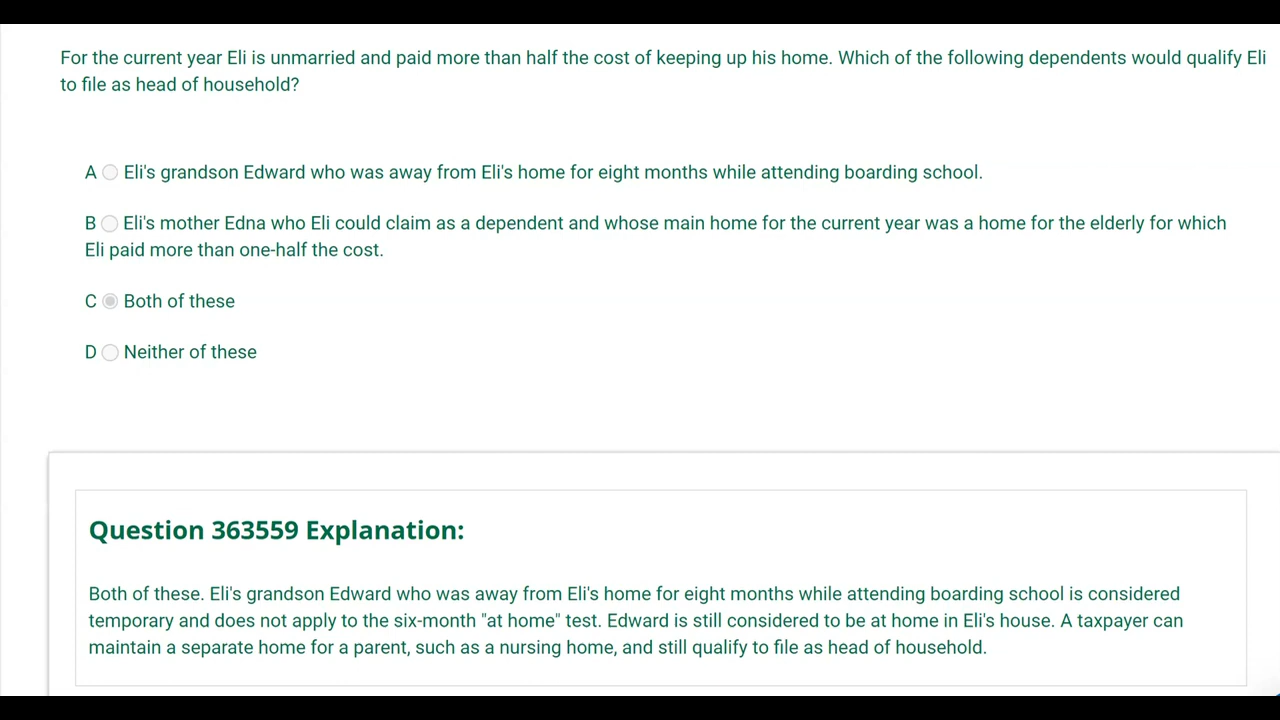 For the current year Eli is unmarried and paid more than half the cost of keeping up his home. Which of the following dependents would qualify Eli
to file as head of household?
A Eli's grandson Edward who was away from Eli's home for eight months while attending boarding school.
B Eli's mother Edna who Eli could claim as a dependent and whose main home for the current year was a home for the elderly for which
Eli paid more than one-half the cost.
C Both of these
D Neither of these
Question 363559 Explanation:
Both of these. Eli's grandson Edward who was away from Eli's home for eight months while attending boarding school is considered
temporary and does not apply to the six-month "at home" test. Edward is still considered to be at home in Eli's house. A taxpayer can
maintain a separate home for a parent, such as a nursing home, and still qualify to file as head of household.